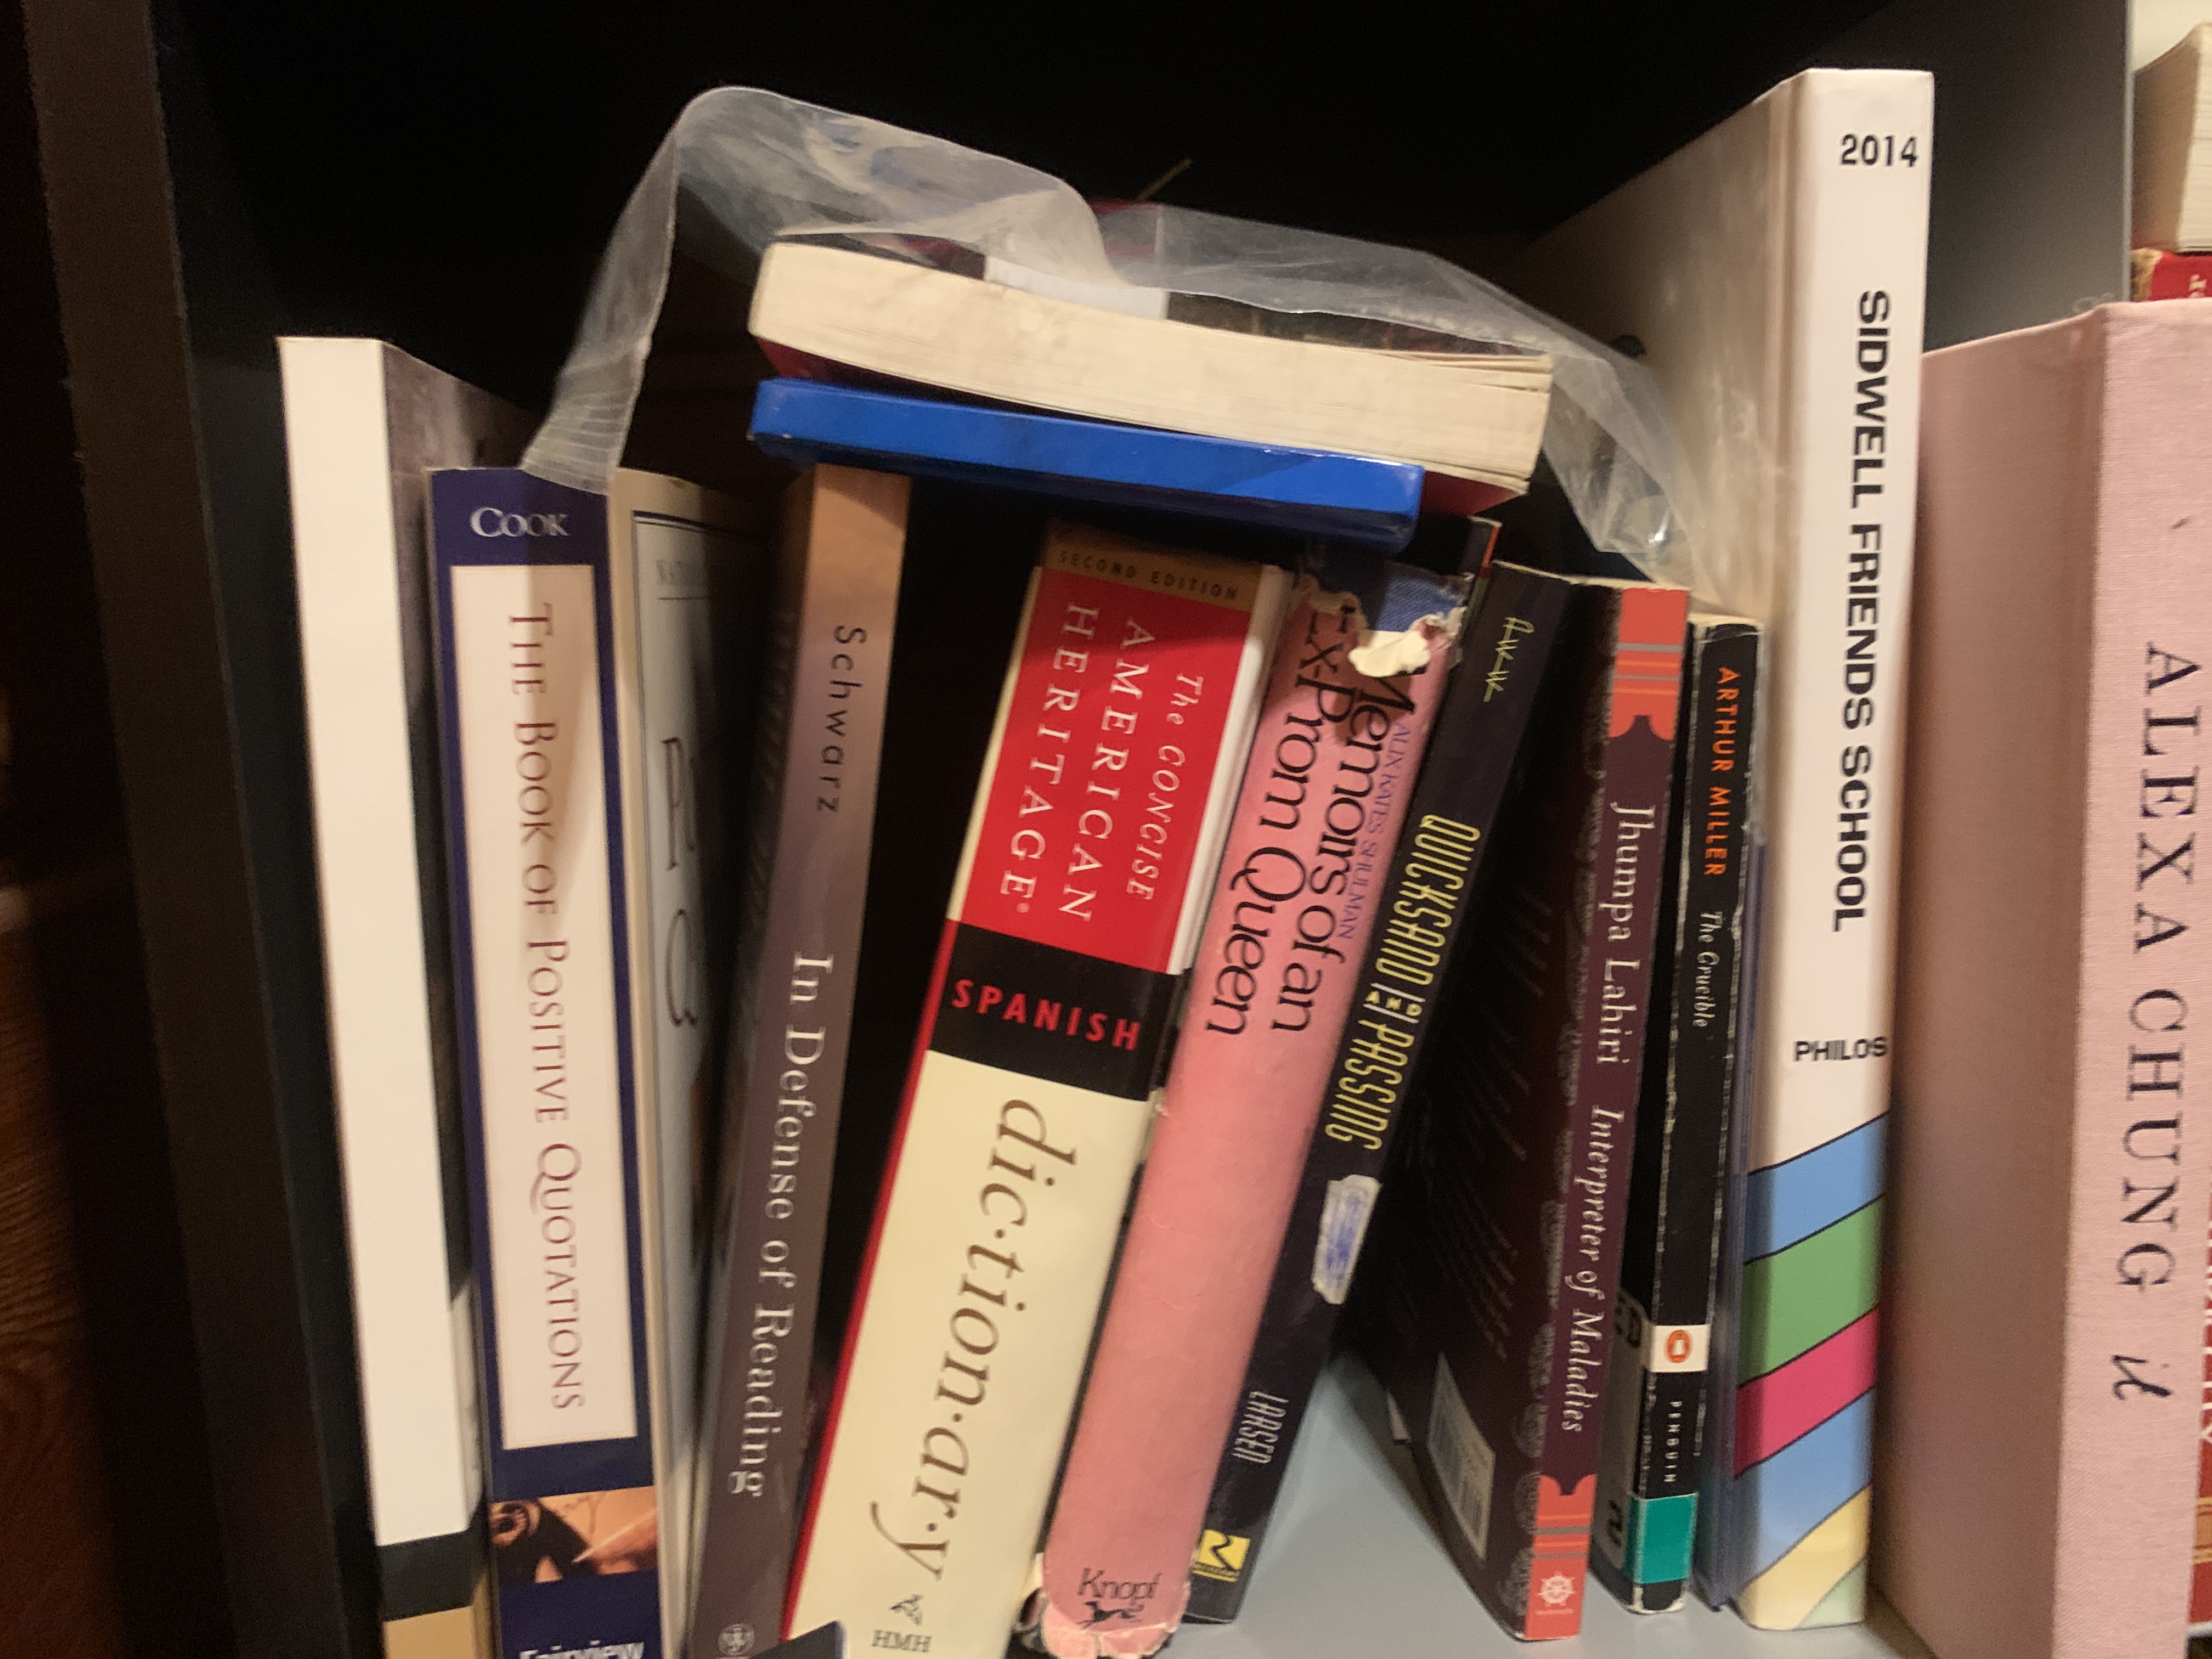 COOK
THE BOOK OF POSITIVE QUOTATIONS
Fairview
Schwarz
In Defense of Reading
SECOND EDITION
The CONCISE
AMERICAN
HERITAGE®
SPANISH
dic·tion·ar·y
HMH
ALIX KATES SHULMAN
Memoirs of an
Ex-Prom Queen
Knopf
QUICKSAND AND PASSING
LARSEN
Jhumpa Lahiri Interpreter of Maladies
ARTHUR MILLER The Crucible
PENGUIN
2014
SIDWELL FRIENDS SCHOOL
PHILOS
ALEXA CHUNG it